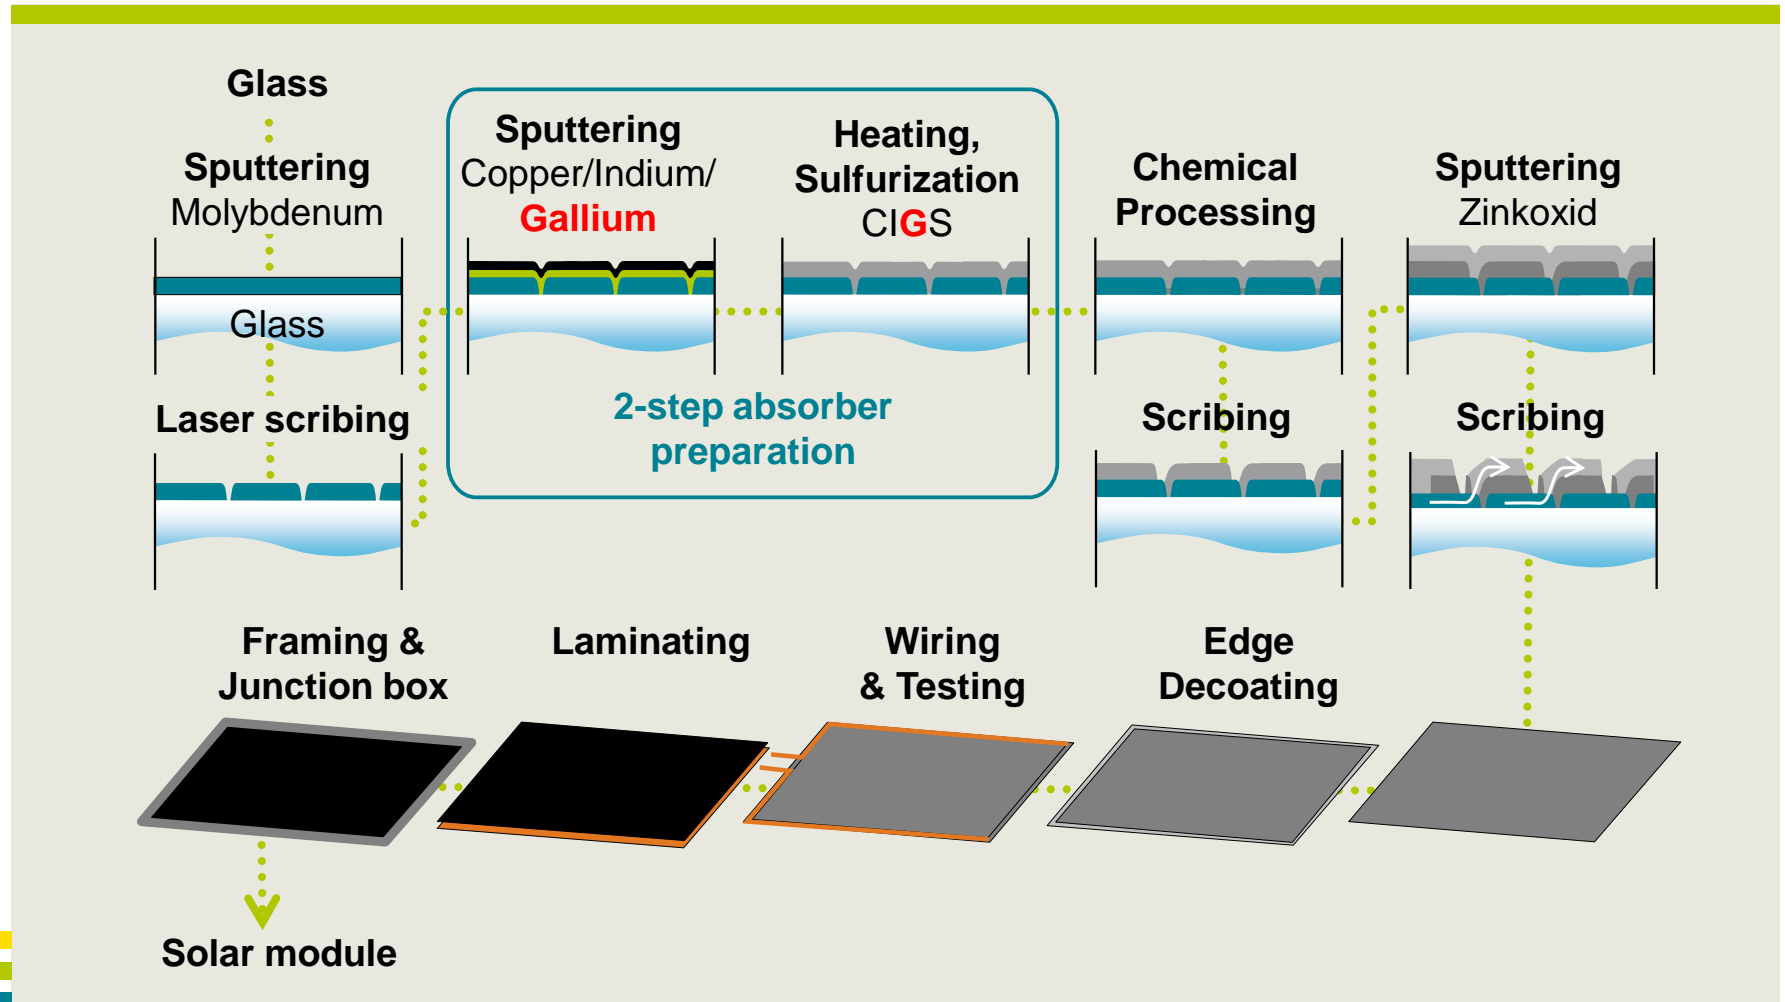 Glass
Sputtering
Molybdenum
Glass
Laser scribing
Sputtering
Copper/Indium/
Gallium
Heating,
Sulfurization
CIGS
2-step absorber
preparation
Chemical
Processing
Scribing
Sputtering
Zinkoxid
Scribing
Framing &
Junction box
Laminating
Wiring
& Testing
Edge
Decoating
Solar module